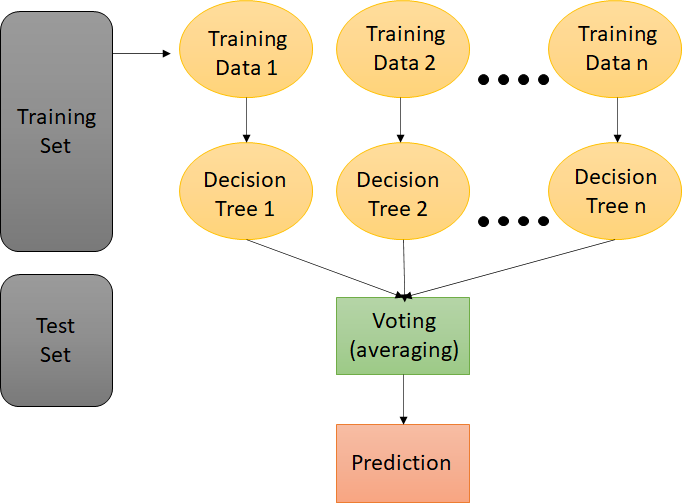 Training
Set
Training
Data 1
Training
Data 2
Training
Data n
Decision
Tree 1
Decision
Tree 2
Decision
Tree n
Test
Set
Voting
(averaging)
Prediction